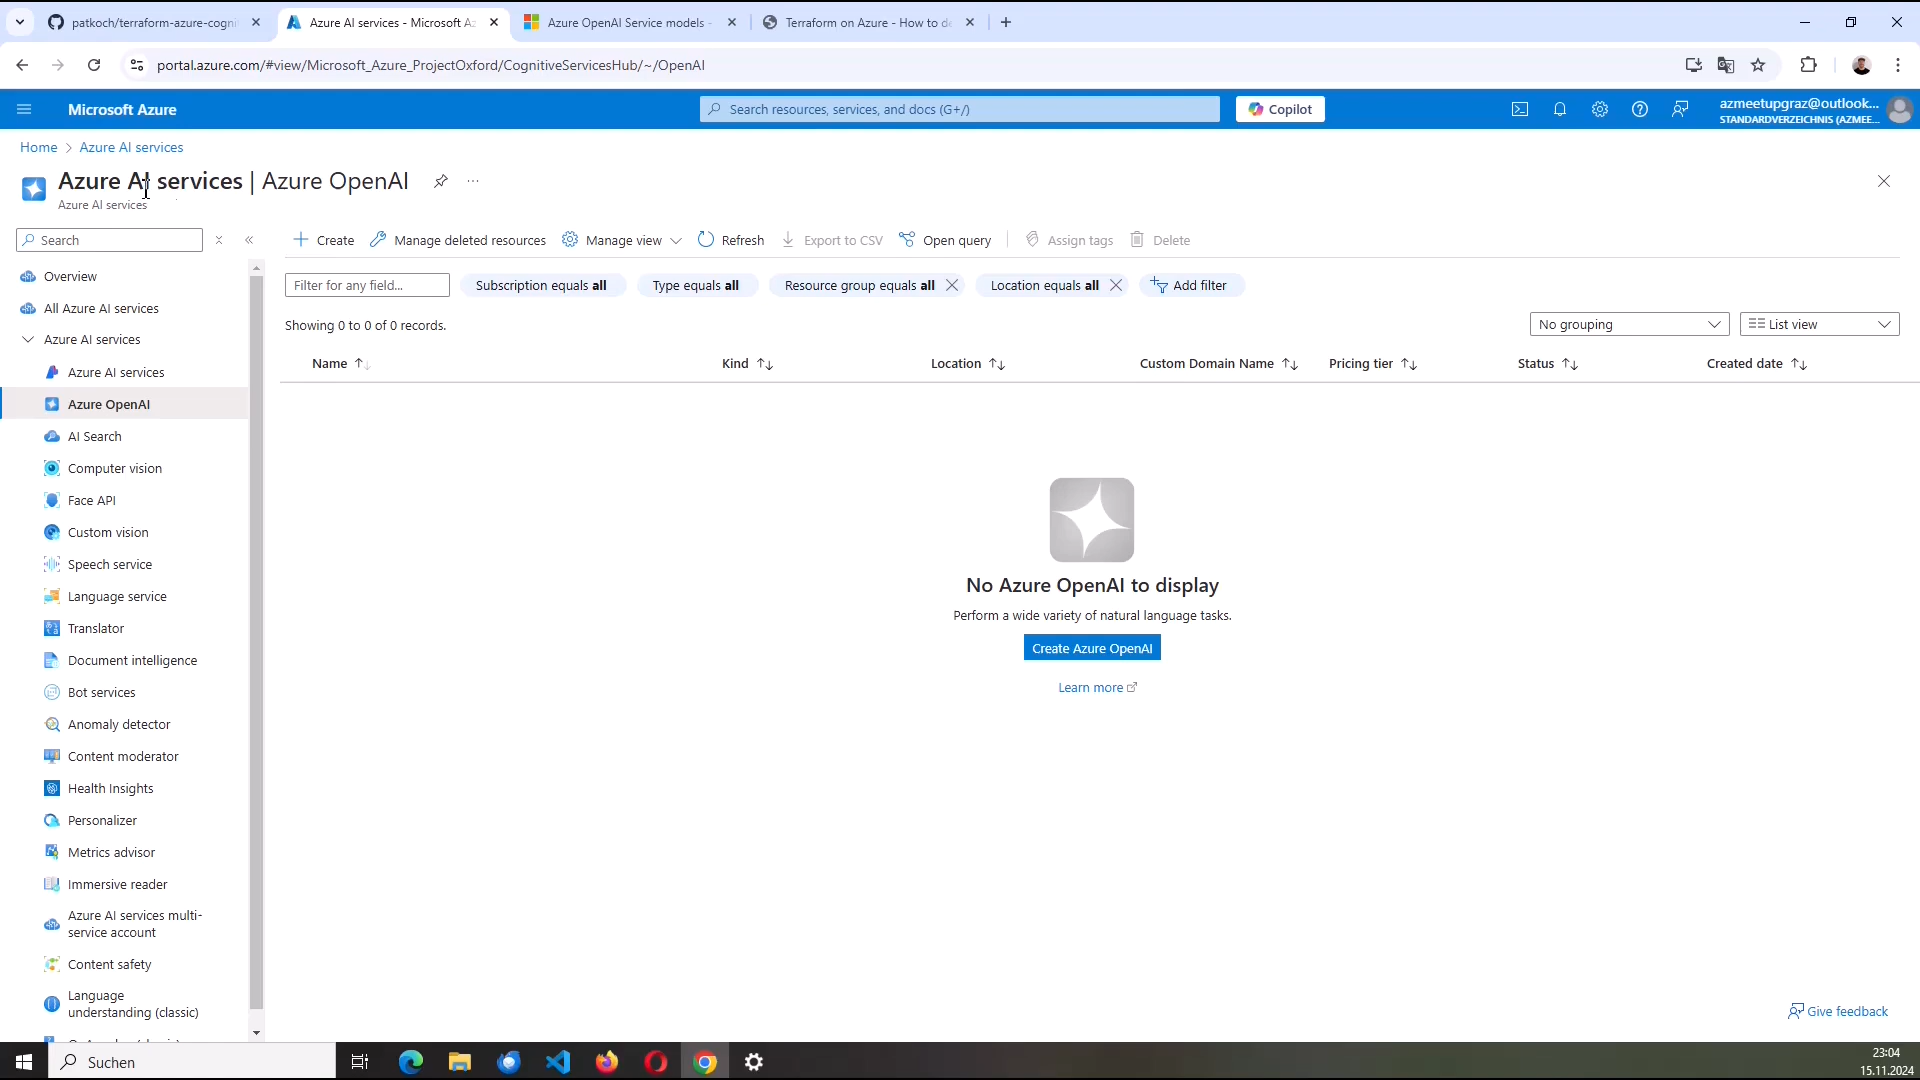 patkoch/terraform-azure-cogni
Azure AI services - Microsoft Az
Azure OpenAI Service models -
Terraform on Azure - How to de
portal.azure.com/#view/Microsoft_Azure_ProjectOxford/CognitiveServicesHub/~/OpenAI
Microsoft Azure
Search resources, services, and docs (G+/)
Copilot
azmeetupgraz@outlook...
STANDARDVERZEICHNIS (AZMEE...
Home > Azure AI services
Azure AI services | Azure OpenAI
...
Azure AI services
Search
Create
Manage deleted resources
Manage view
Refresh
Export to CSV
Open query
Assign tags
Delete
Filter for any field...
Subscription equals all
Type equals all
Resource group equals all
Location equals all
Add filter
Showing 0 to 0 of 0 records.
No grouping
List view
Name
Kind
Location
Custom Domain Name
Pricing tier
Status
Created date
Overview
All Azure AI services
Azure AI services
Azure AI services
Azure OpenAI
AI Search
Computer vision
Face API
Custom vision
Speech service
Language service
Translator
Document intelligence
Bot services
Anomaly detector
Content moderator
Health Insights
Personalizer
Metrics advisor
Immersive reader
Azure AI services multi-
service account
Content safety
Language
understanding (classic)
No Azure OpenAI to display
Perform a wide variety of natural language tasks.
Create Azure OpenAI
Learn more
Give feedback
Suchen
23:04
15.11.2024